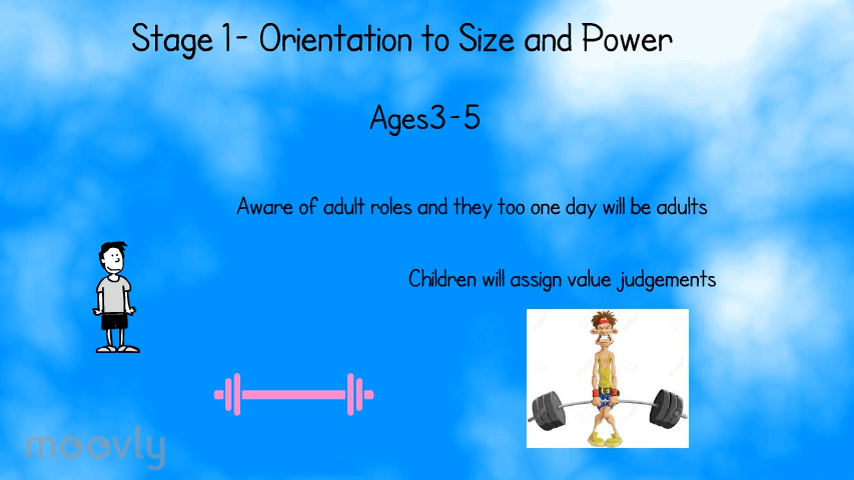 Stage 1- Orientation to Size and Power
Ages3-5
Aware of adult roles and they too one day will be adults
Children will assign value judgements
moovly